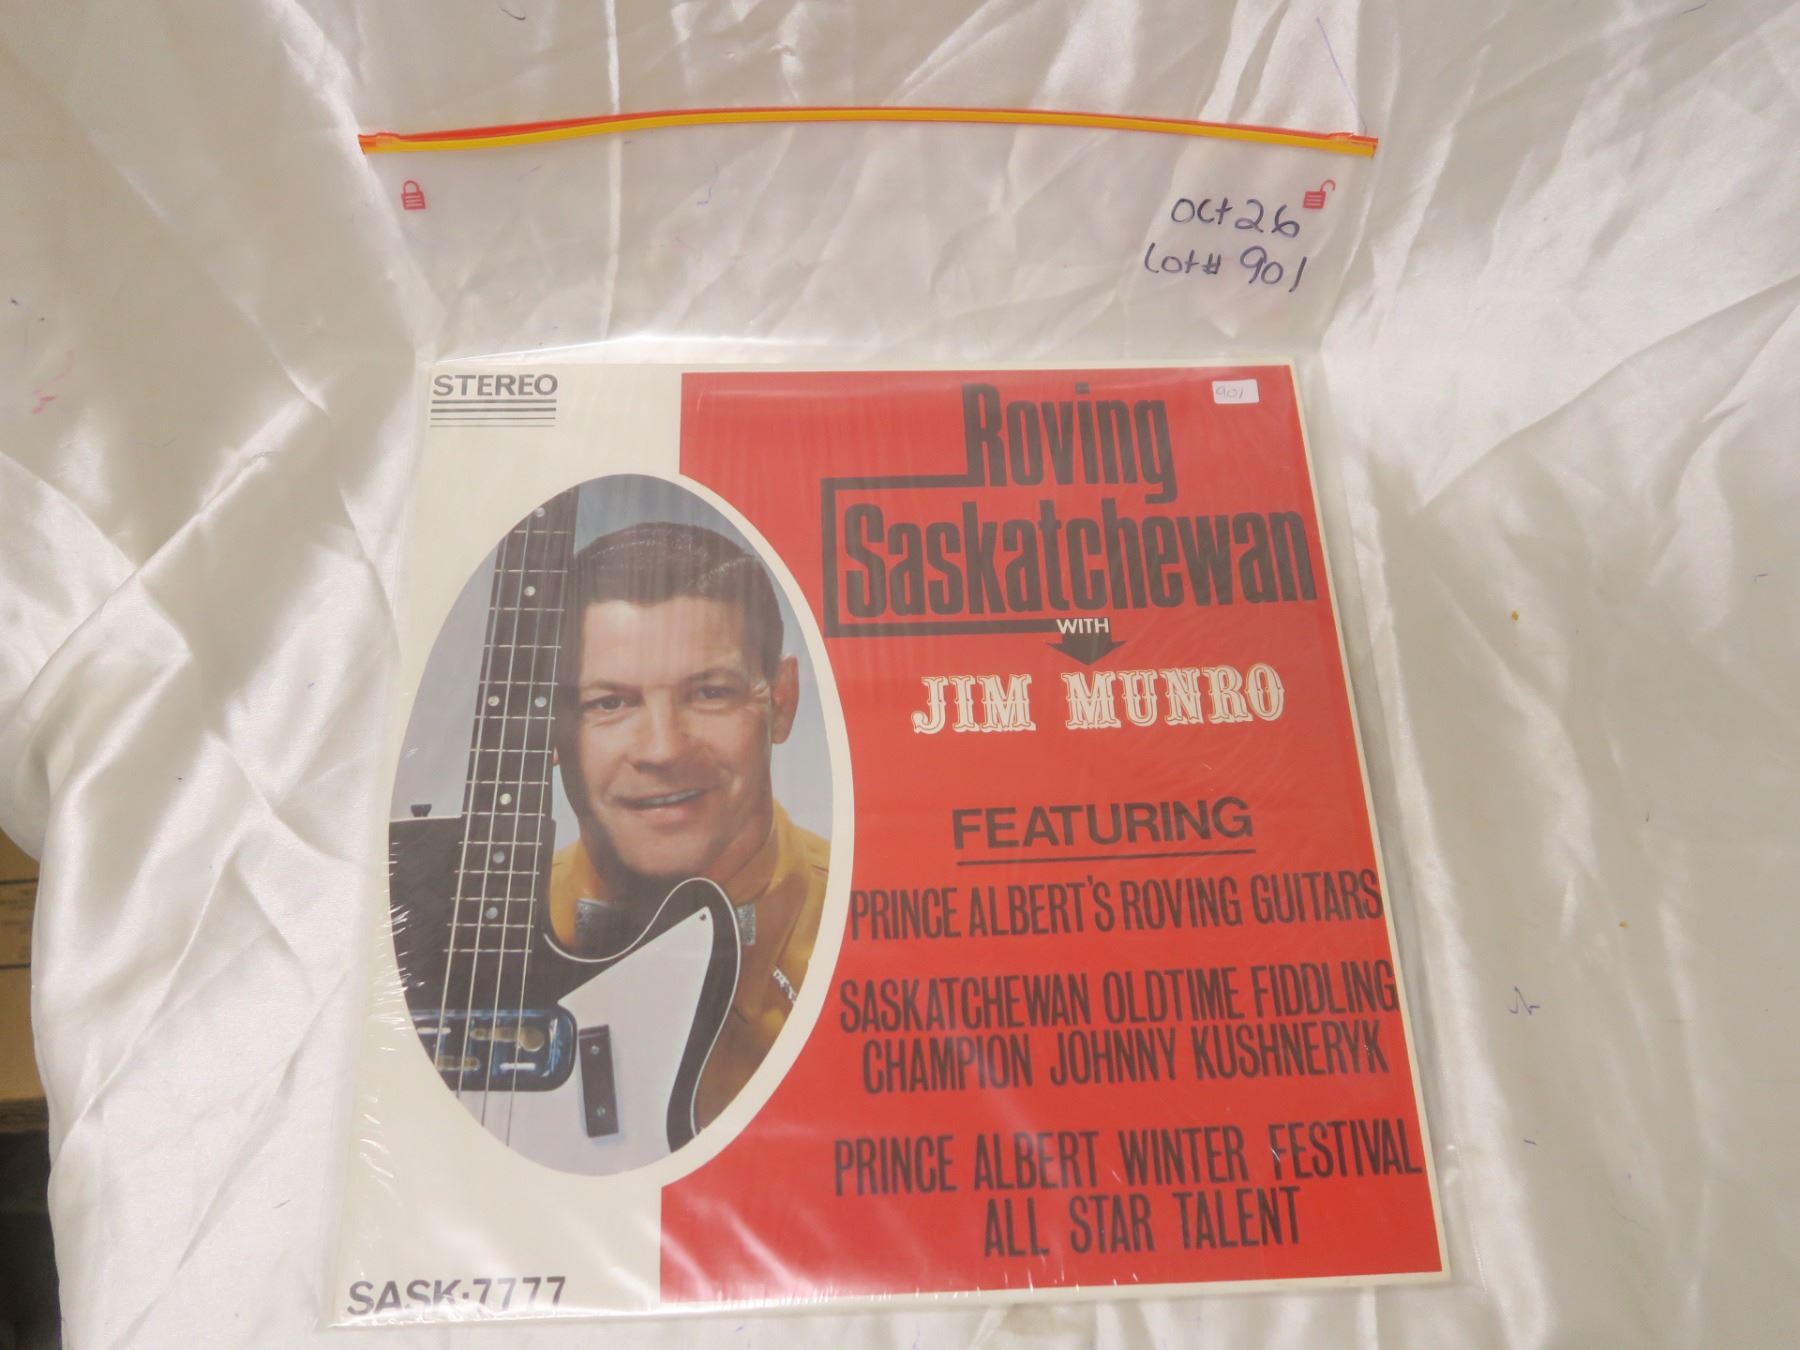 Oct 26
Lot# 901
STEREO
901
Roving
Saskatchewan
WITH
JIM MUNRO
FEATURING
PRINCE ALBERT'S ROVING GUITARS
SASKATCHEWAN OLDTIME FIDDLING
CHAMPION JOHNNY KUSHNERYK
PRINCE ALBERT WINTER FESTIVAL
ALL STAR TALENT
SASK-7777